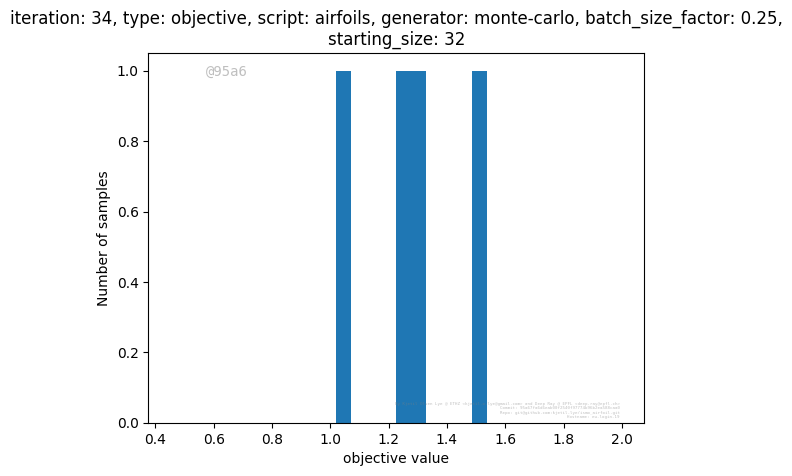 iteration: 34, type: objective, script: airfoils, generator: monte-carlo, batch_size_factor: 0.25,
starting_size: 32
@95a6
1.0
0.8
0.6
0.4
0.2
0.0
Number of samples
0.4 0.6 0.8 1.0 1.2 1.4 1.6 1.8 2.0
objective value